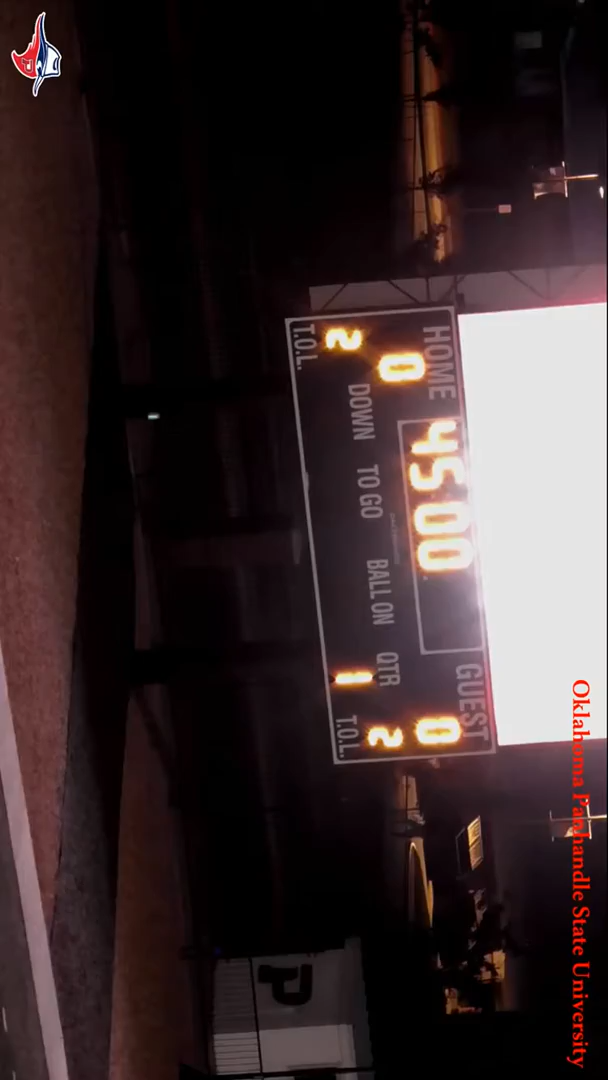 HOME
GUEST
45:00
0
0
DOWN
TO GO
BALL ON
QTR
2
1
2
T.O.L.
T.O.L.
P
Oklahoma Panhandle State University